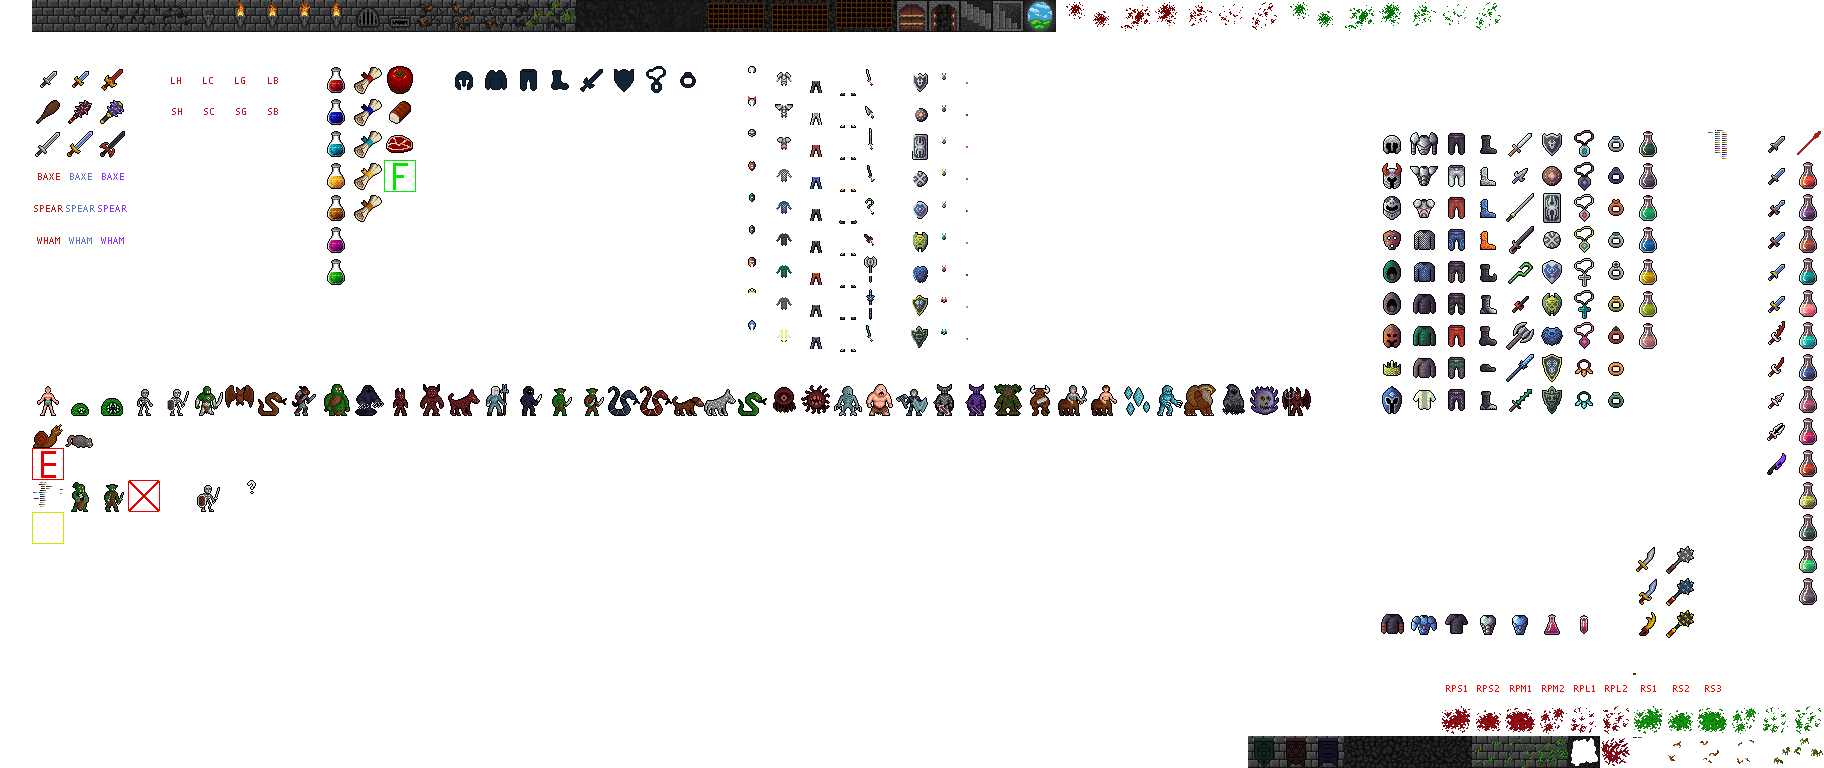 LH LC LG LB
SH SC SG SB
BAXE BAXE BAXE
F
SPEAR SPEAR SPEAR
WHAM WHAM WHAM
E
?
RPS1 RPS2 RPM1 RPM2 RPL1 RPL2 RS1 RS2 RS3